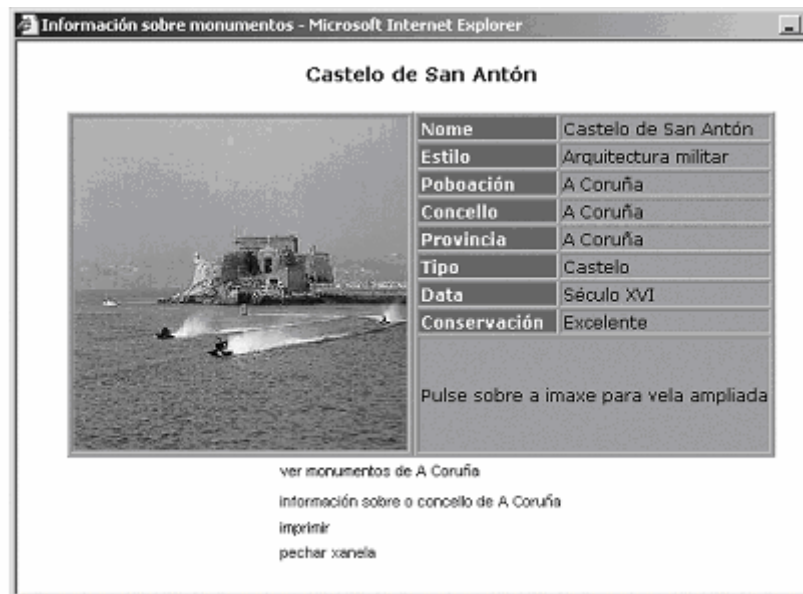 Información sobre monumentos - Microsoft Internet Explorer
Castelo de San Antón
Nome Castelo de San Antón
Estilo Arquitectura militar
Poboación A Coruña
Concello A Coruña
Provincia A Coruña
Tipo Castelo
Data Século XVI
Conservación Excelente
Pulse sobre a imaxe para vela ampliada
ver monumentos de A Coruña
información sobre o concello de A Coruña
imprimir
pechar xanela